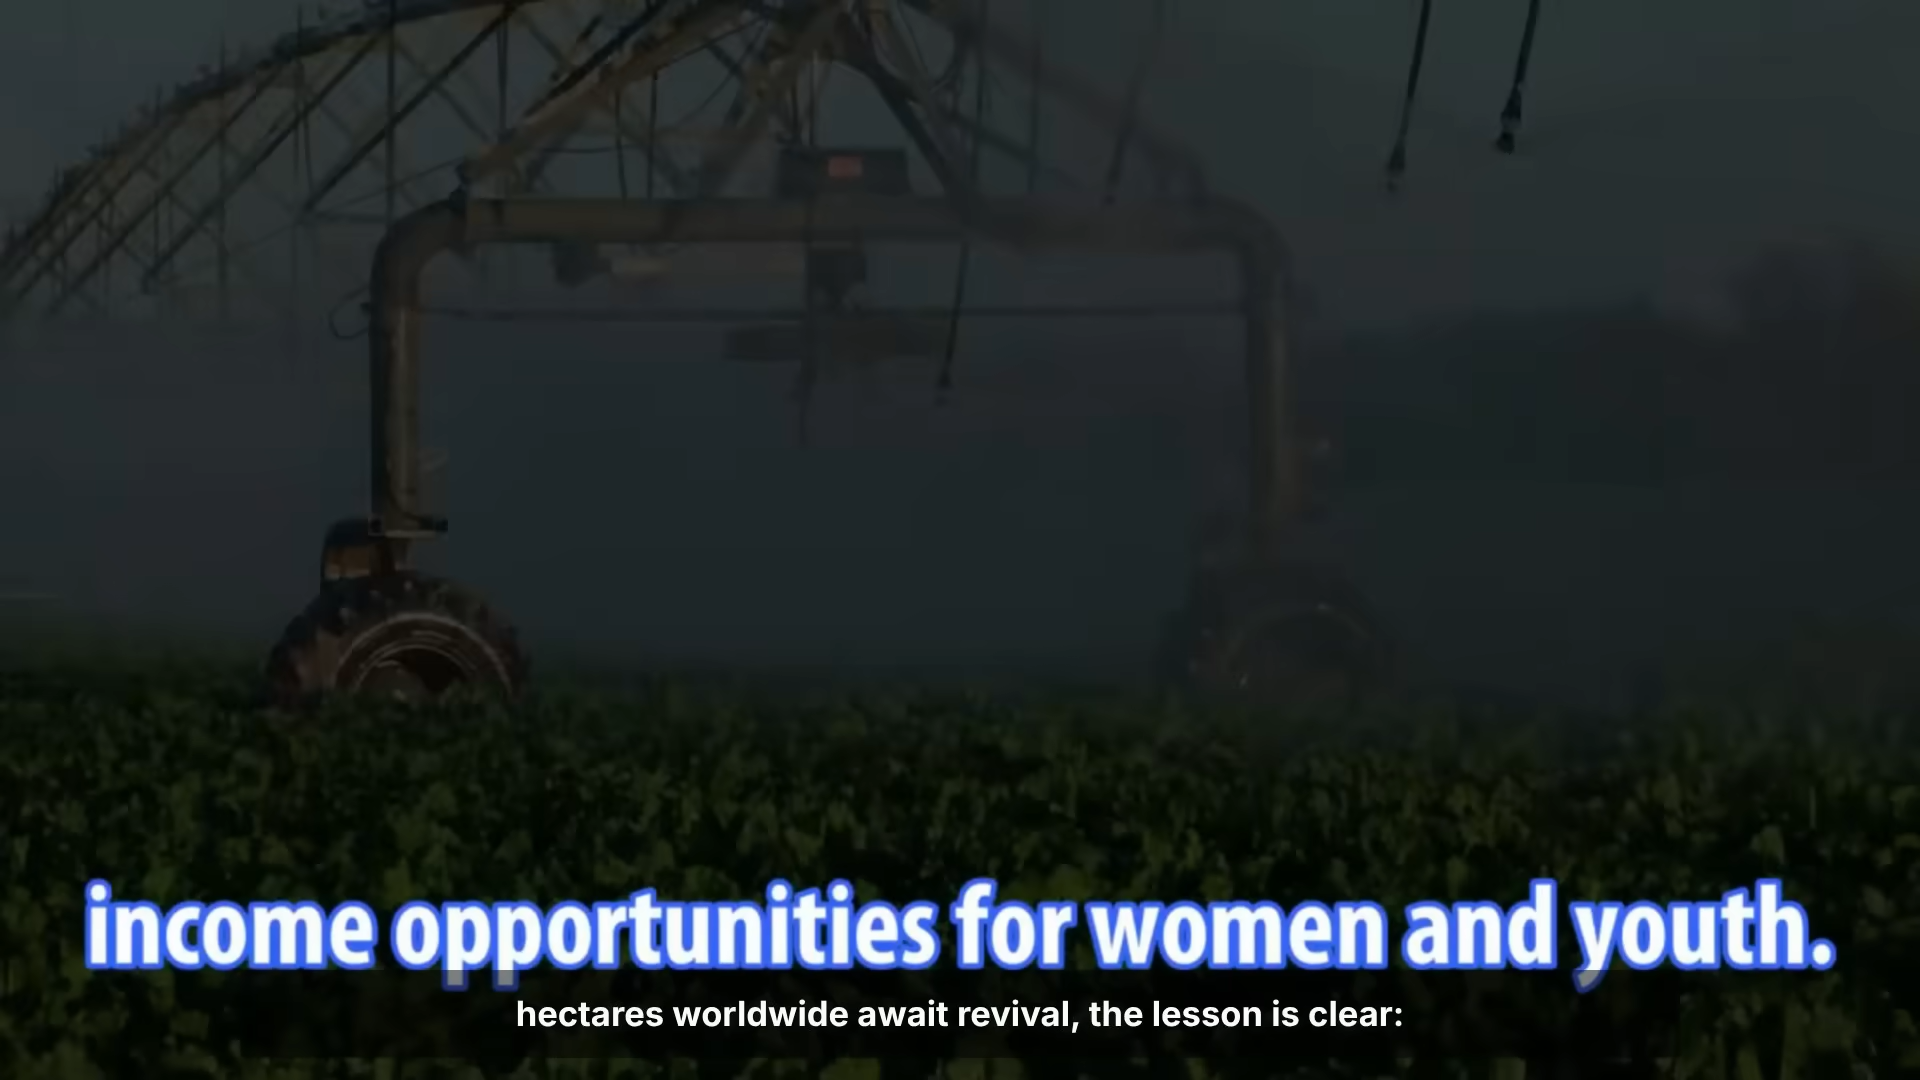 income opportunities for women and youth.
hectares worldwide await revival, the lesson is clear: